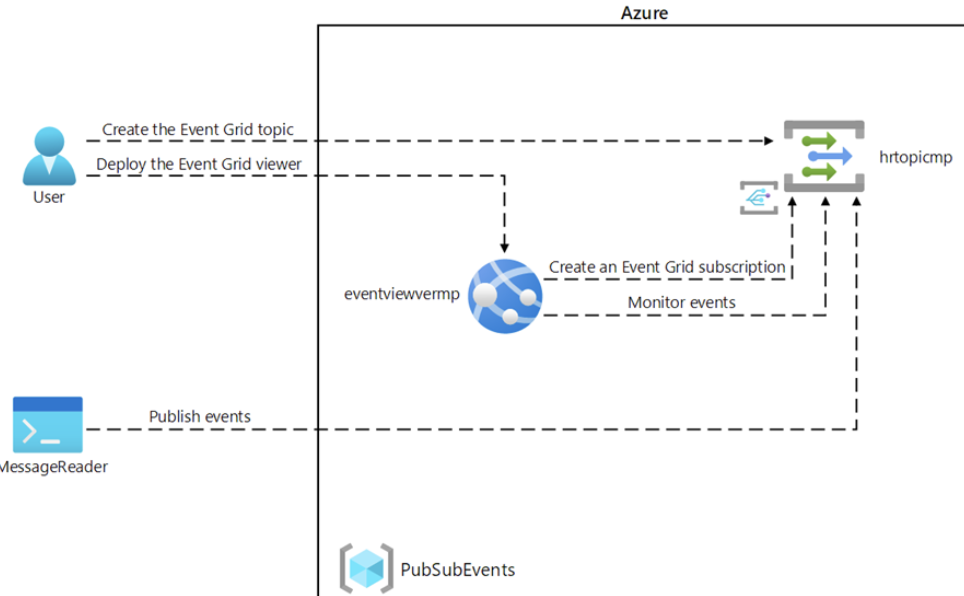 Azure
Create the Event Grid topic
hrtopicmp
Deploy the Event Grid viewer
User
Create an Event Grid subscription
eventviewvermp
Monitor events
Publish events
MessageReader
PubSubEvents